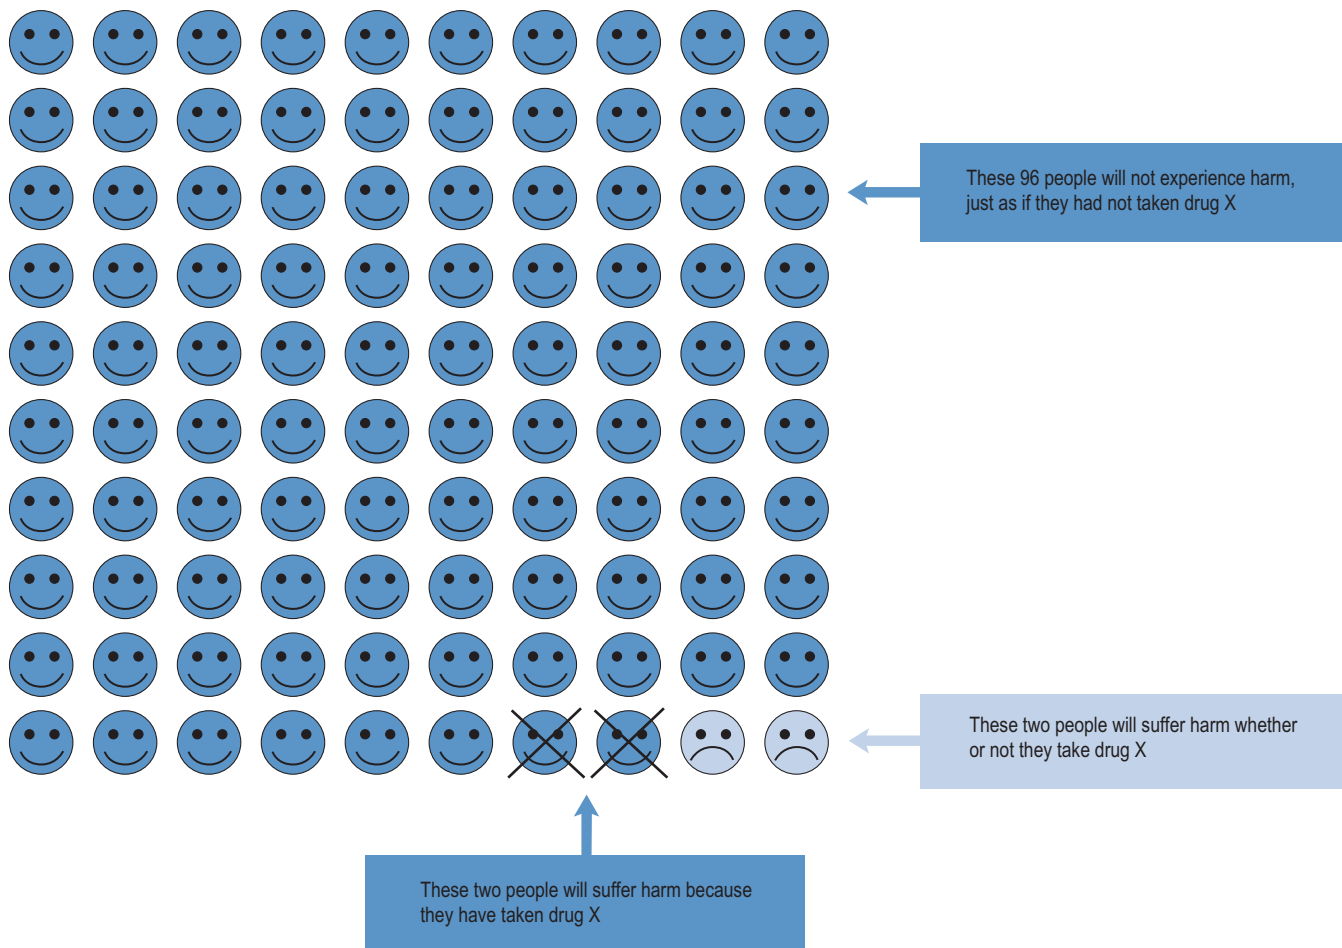 These 96 people will not experience harm,
just as if they had not taken drug X
These two people will suffer harm whether
or not they take drug X
These two people will suffer harm because
they have taken drug X